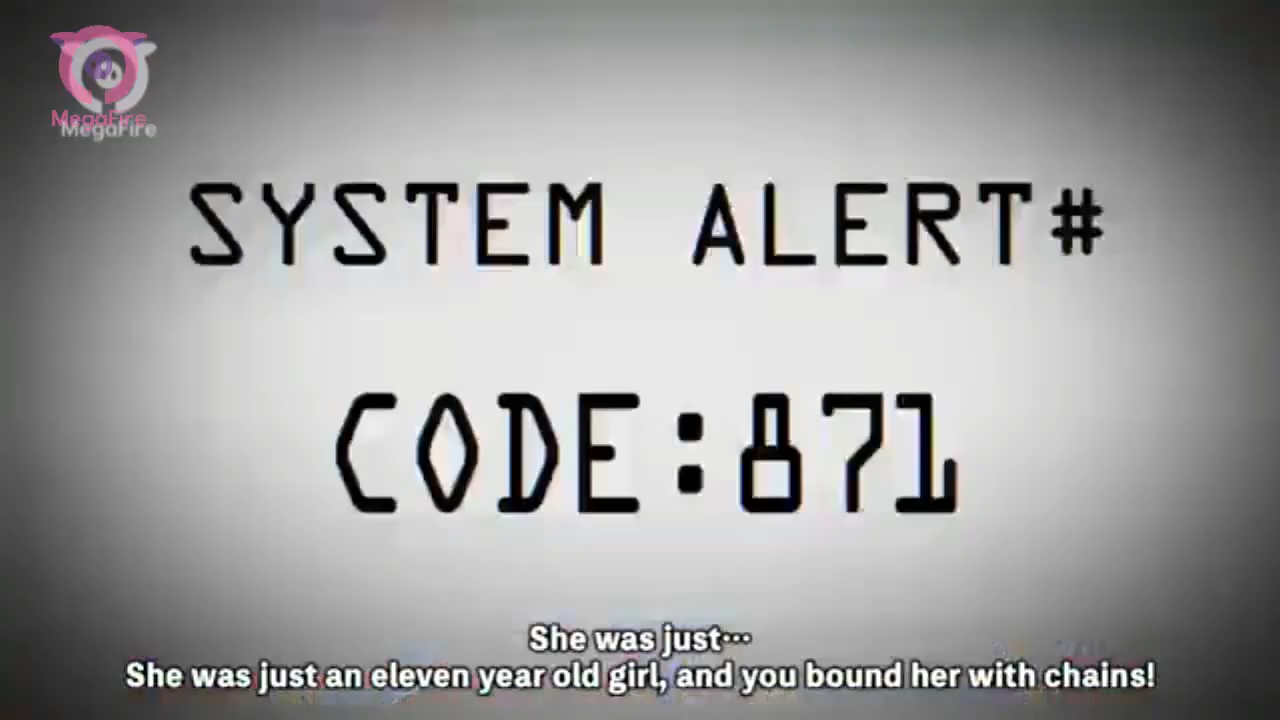 MegaFire
MegaFire
SYSTEM ALERT#
CODE:871
She was just…
She was just an eleven year old girl, and you bound her with chains!